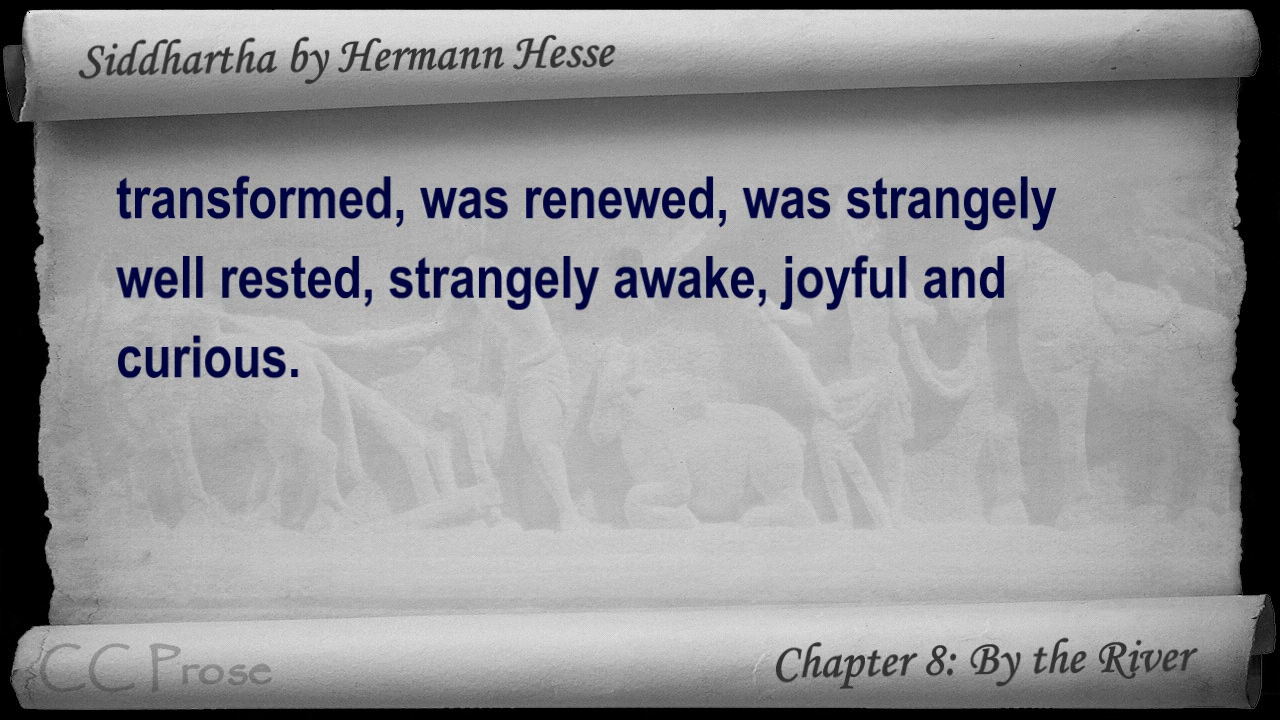 Siddhartha by Hermann Hesse
transformed, was renewed, was strangely
well rested, strangely awake, joyful and
curious.
CC Prose
Chapter 8: By the River